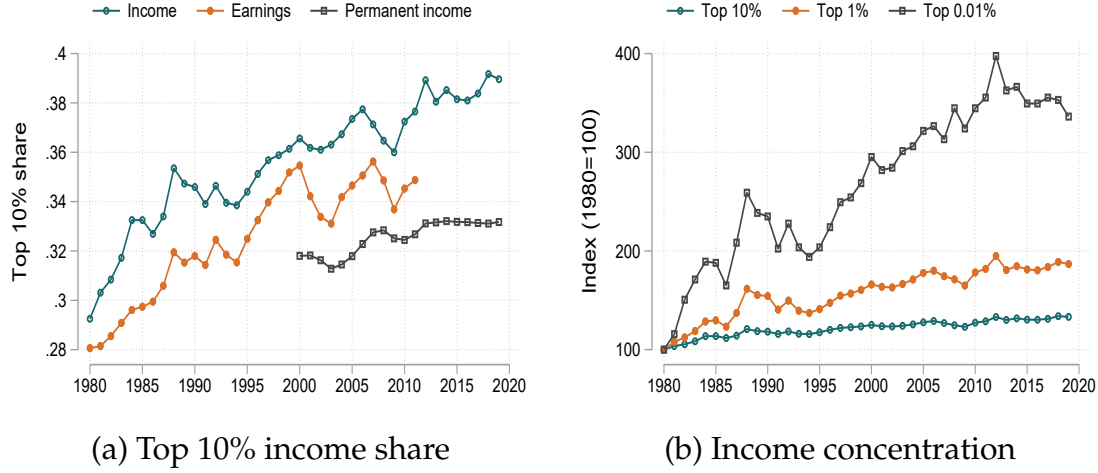 Income Earnings Permanent income
Top 10% share
.4
.38
.36
.34
.32
.3
.28
1980 1985 1990 1995 2000 2005 2010 2015 2020
(a) Top 10% income share
Top 10% Top 1% Top 0.01%
Index (1980=100)
400
300
200
100
1980 1985 1990 1995 2000 2005 2010 2015 2020
(b) Income concentration